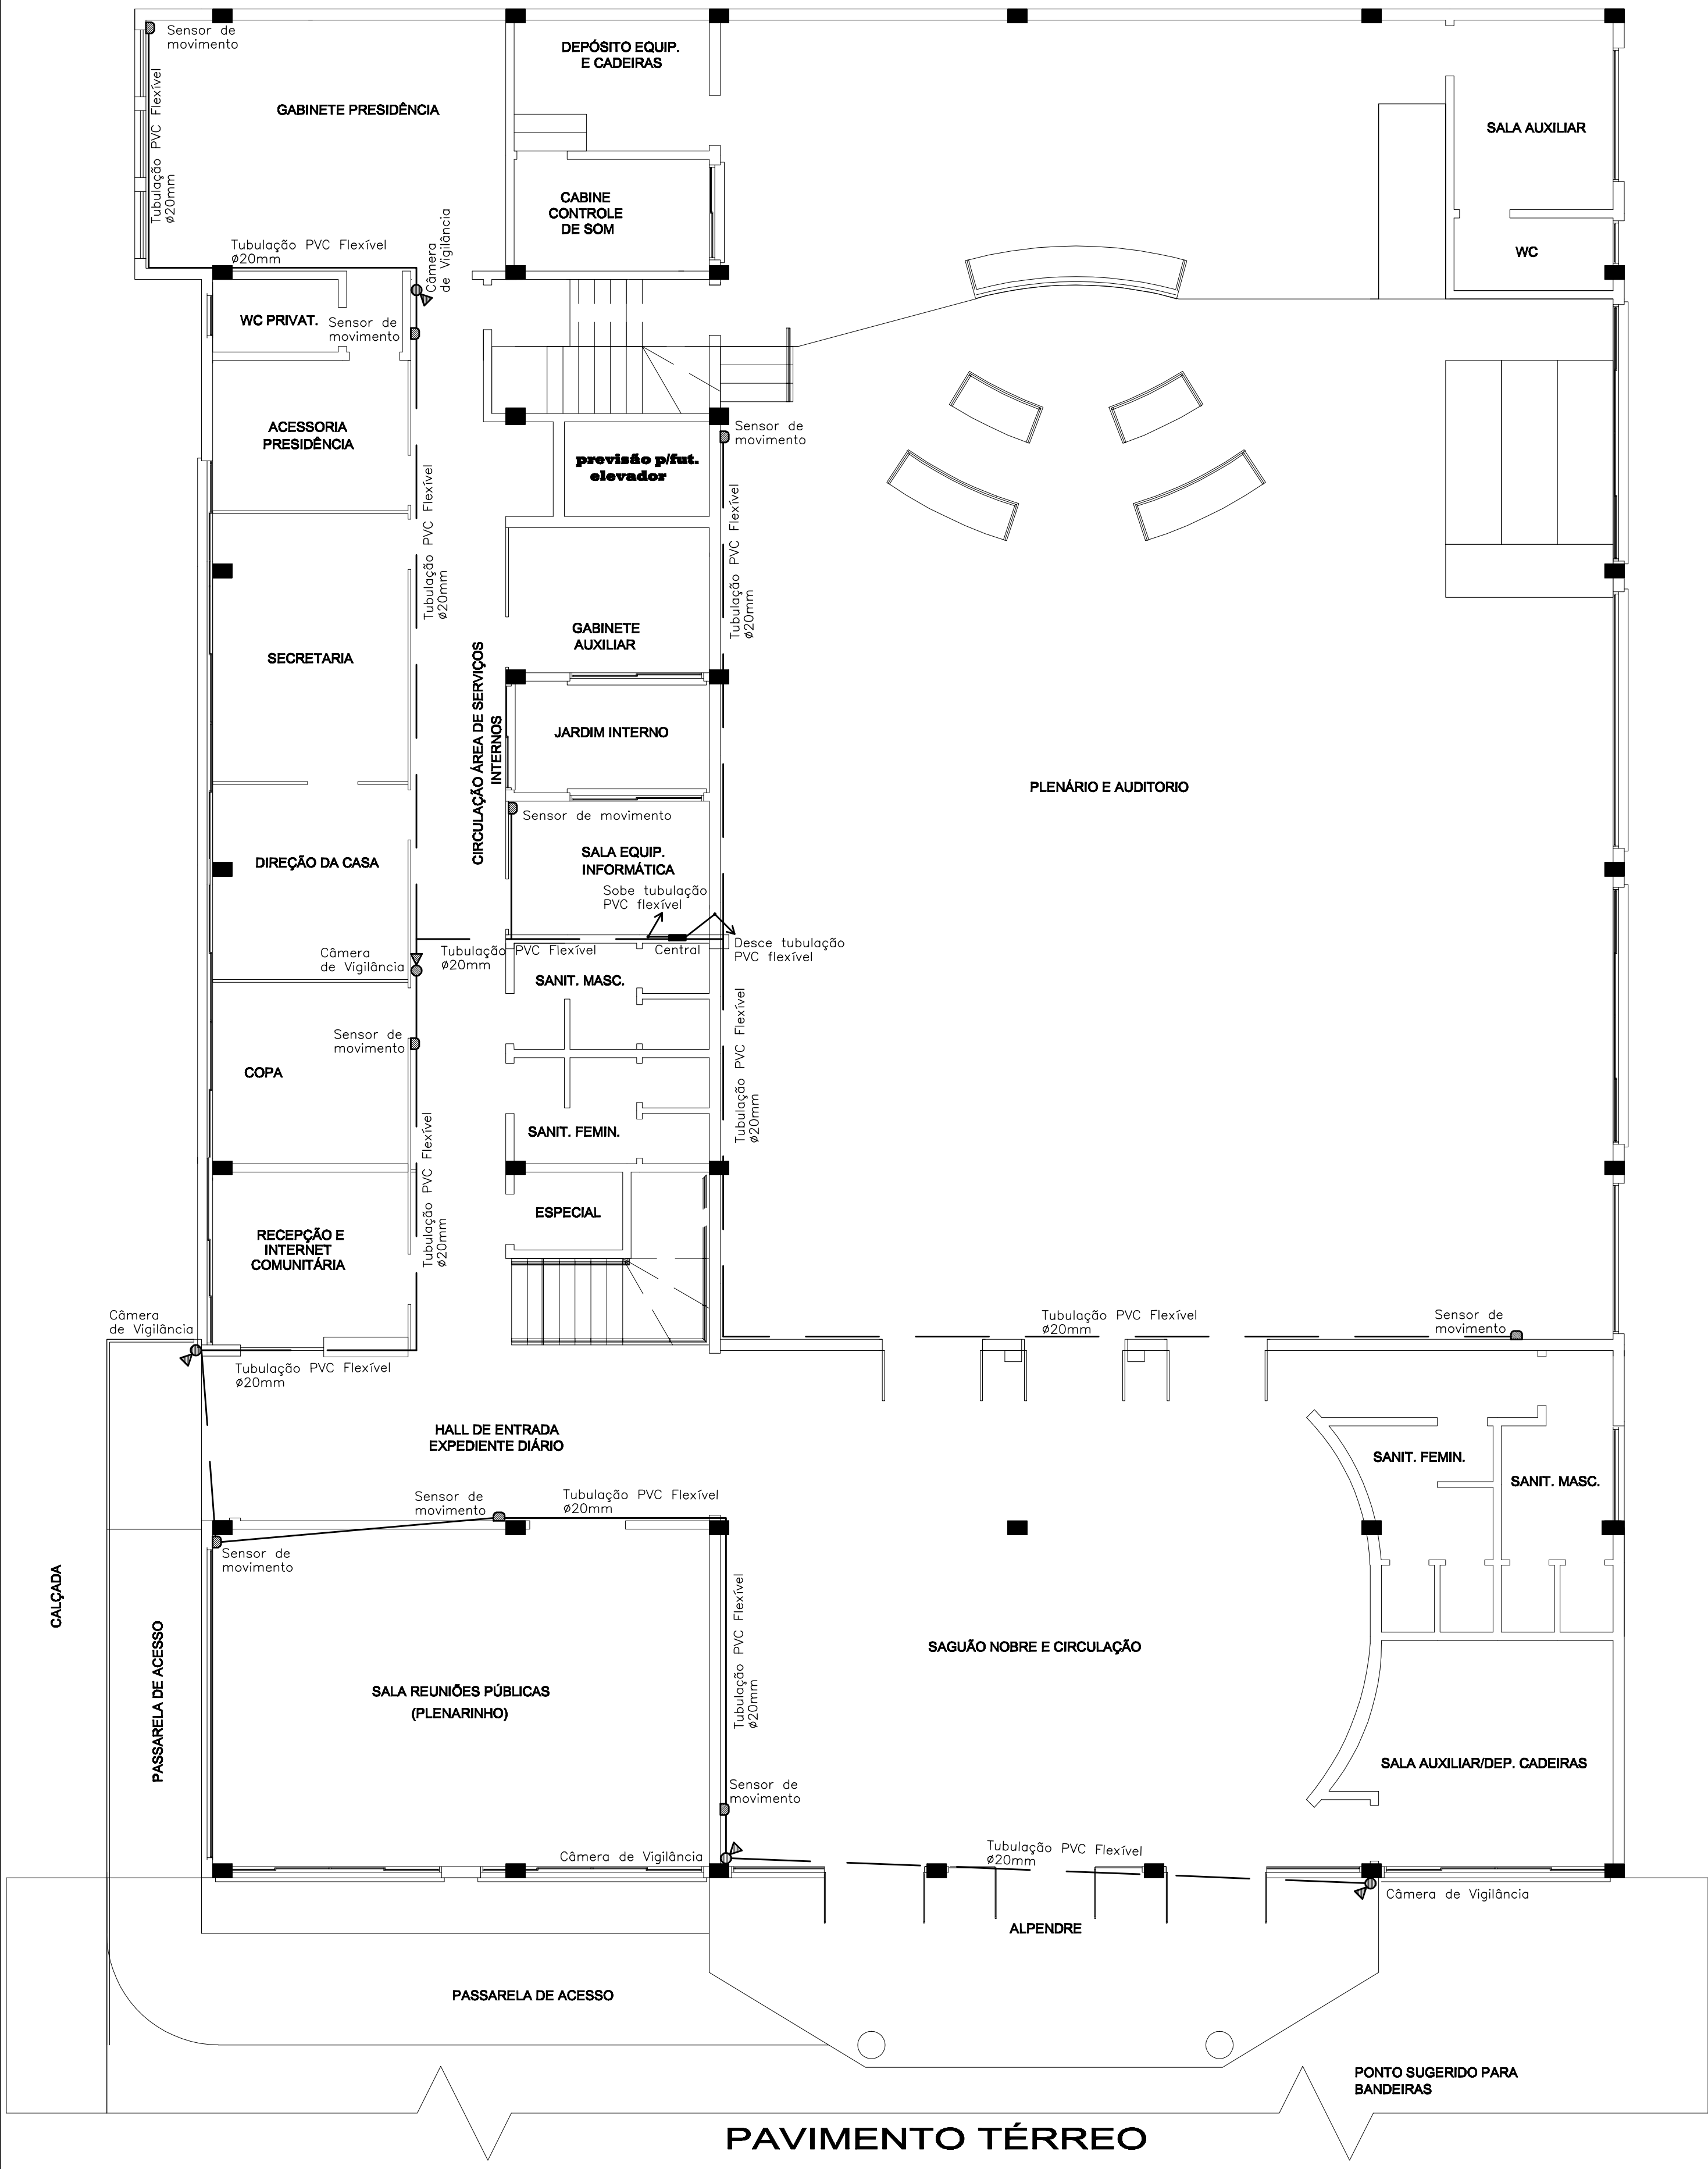 Sensor de
movimento
DEPÓSITO EQUIP.
E CADEIRAS
GABINETE PRESIDÊNCIA
Tubulação PVC Flexível
ø20mm
SALA AUXILIAR
CABINE
CONTROLE
DE SOM
Tubulação PVC Flexível
ø20mm
Câmera
de Vigilância
WC
WC PRIVAT.
Sensor de
movimento
ACESSORIA
PRESIDÊNCIA
Sensor de
movimento
previsão p/fut.
elevador
Tubulação PVC Flexível
ø20mm
Tubulação PVC Flexível
ø20mm
GABINETE
AUXILIAR
SECRETARIA
CIRCULAÇÃO ÁREA DE SERVIÇOS
INTERNOS
JARDIM INTERNO
PLENÁRIO E AUDITORIO
Sensor de movimento
SALA EQUIP.
INFORMÁTICA
DIREÇÃO DA CASA
Sobe tubulação
PVC flexível
Câmera
de Vigilância
Tubulação PVC Flexível
ø20mm
Central
Desce tubulação
PVC flexível
SANIT. MASC.
Sensor de
movimento
Tubulação PVC Flexível
ø20mm
COPA
SANIT. FEMIN.
Tubulação PVC Flexível
ø20mm
ESPECIAL
RECEPÇÃO E
INTERNET
COMUNITÁRIA
Câmera
de Vigilância
Tubulação PVC Flexível
ø20mm
Sensor de
movimento
Tubulação PVC Flexível
ø20mm
HALL DE ENTRADA
EXPEDIENTE DIÁRIO
SANIT. FEMIN.
SANIT. MASC.
Sensor de
movimento
Tubulação PVC Flexível
ø20mm
Sensor de
movimento
CALÇADA
PASSARELA DE ACESSO
Tubulação PVC Flexível
ø20mm
SAGUÃO NOBRE E CIRCULAÇÃO
SALA REUNIÕES PÚBLICAS
(PLENARINHO)
SALA AUXILIAR/DEP. CADEIRAS
Sensor de
movimento
Câmera de Vigilância
Tubulação PVC Flexível
ø20mm
Câmera de Vigilância
ALPENDRE
PASSARELA DE ACESSO
PONTO SUGERIDO PARA
BANDEIRAS
PAVIMENTO TÉRREO